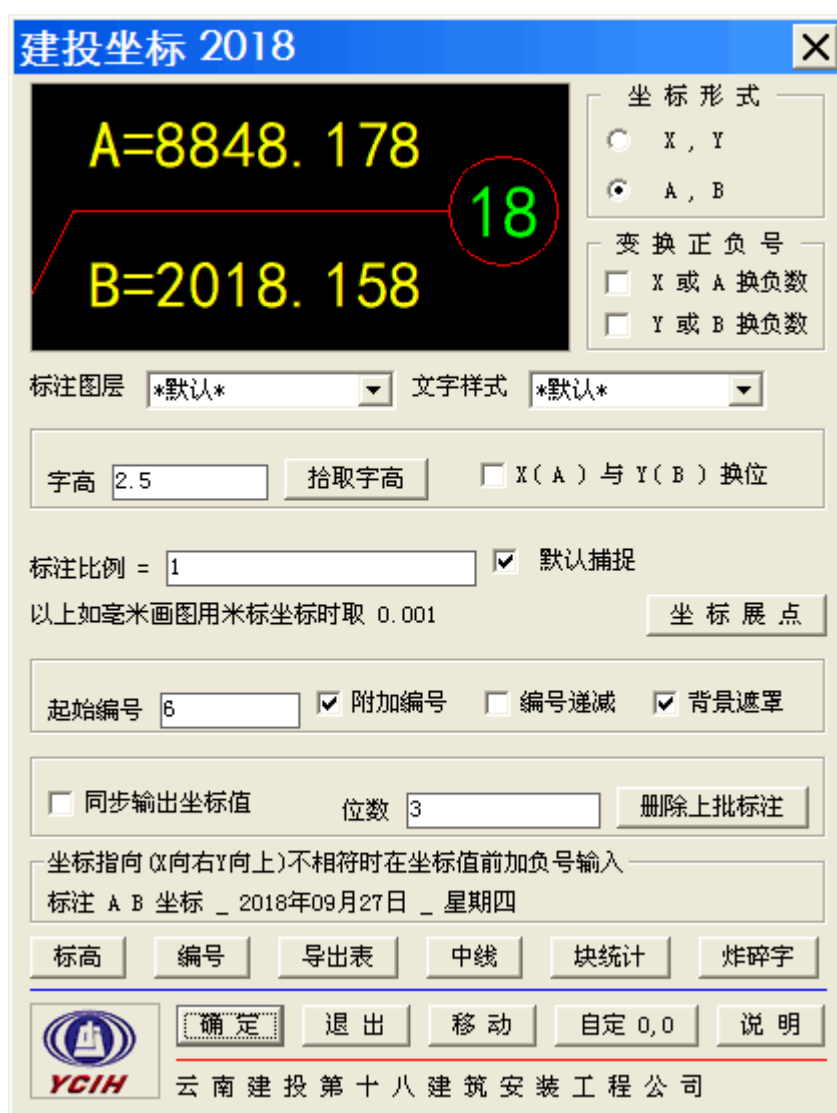 建投坐标 2018
A=8848. 178
18
B=2018. 158
坐 标 形 式
X , Y
A , B
变 换 正 负 号
X 或 A 换负数
Y 或 B 换负数
标注图层 *默认* 文字样式 *默认*
字高 2.5 拾取字高 X( A ) 与 Y( B ) 换位
标注比例 = 1 默认捕捉
以上如毫米画图用米标坐标时取 0.001 坐 标 展 点
起始编号 6 附加编号 编号递减 背景遮罩
同步输出坐标值 位数 3 删除上批标注
坐标指向(X向右Y向上)不相符时在坐标值前加负号输入
标注 A B 坐标 _ 2018年09月27日 _ 星期四
标高 编号 导出表 中线 块统计 炸碎字
确 定 退 出 移 动 自定 0,0 说 明
YCIH 云 南 建 投 第 十 八 建 筑 安 装 工 程 公 司